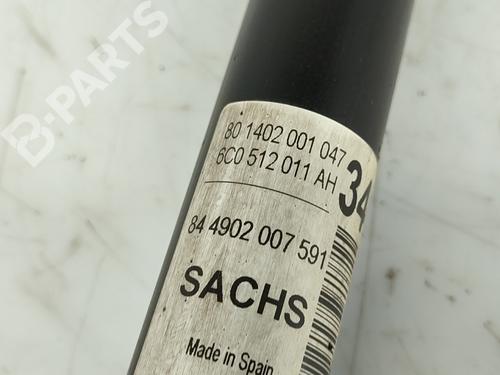 B-PARTS
80 1402 001 047
6C0 512 011 AH
34
84 4902 007 591
SACHS
Made in Spain